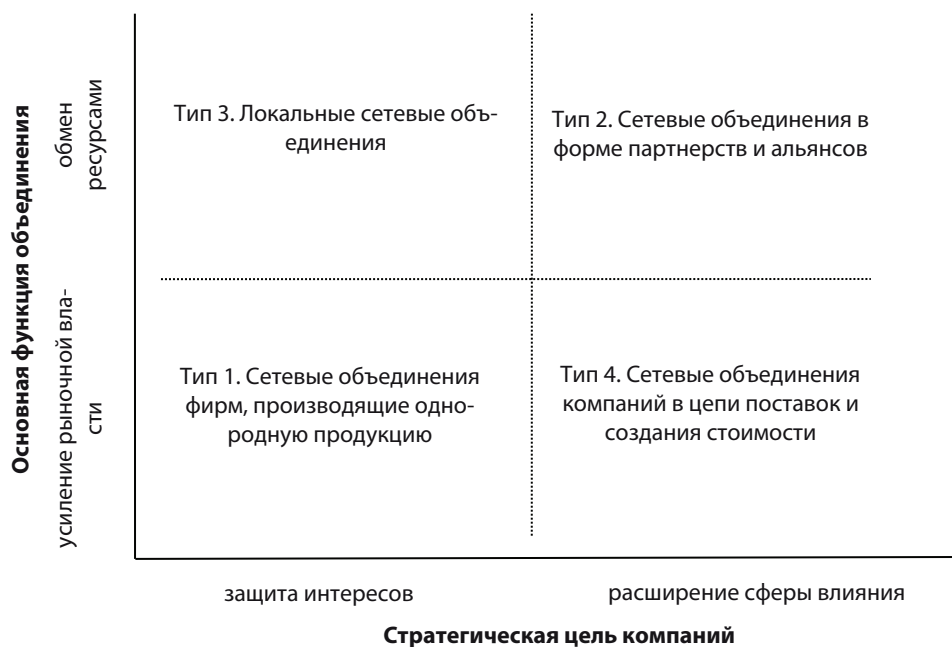 Основная функция объединения
обмен
ресурсами
усиление рыночной вла-
сти
Тип 3. Локальные сетевые объ-
единения
Тип 2. Сетевые объединения в
форме партнерств и альянсов
Тип 1. Сетевые объединения
фирм, производящие одно-
родную продукцию
Тип 4. Сетевые объединения
компаний в цепи поставок и
создания стоимости
защита интересов
расширение сферы влияния
Стратегическая цель компаний